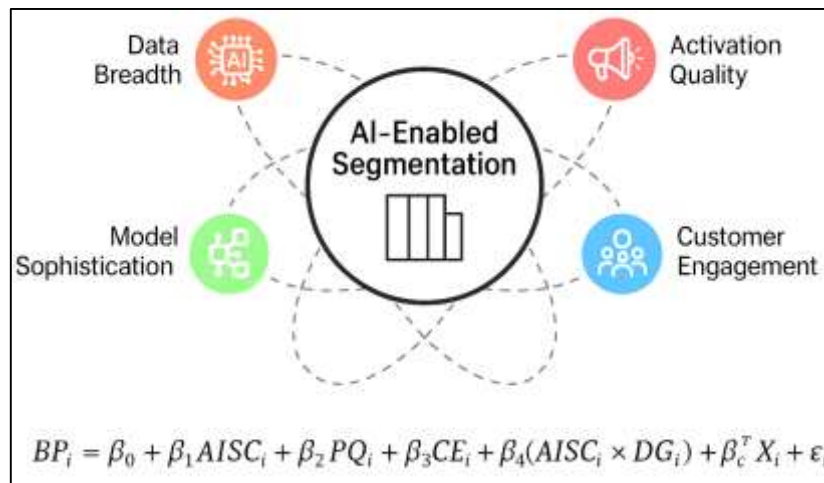 Data
Breadth
AI
Activation
Quality
AI-Enabled
Segmentation
Model
Sophistication
Customer
Engagement
BPᵢ = β₀ + β₁AISCᵢ + β₂PQᵢ + β₃CEᵢ + β₄(AISCᵢ × DGᵢ) + β꜀ᵀXᵢ + εᵢ